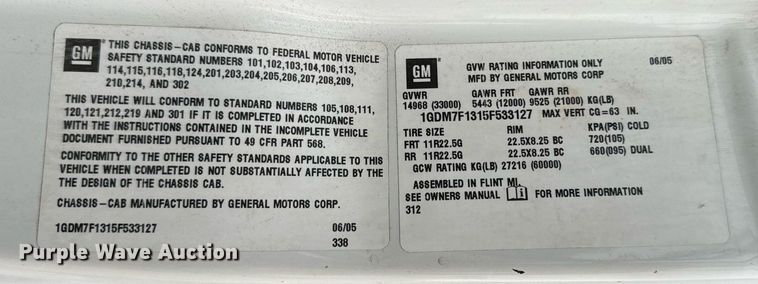 GM
THIS CHASSIS-CAB CONFORMS TO FEDERAL MOTOR VEHICLE
SAFETY STANDARD NUMBERS 101,102,103,104,106,113,
114,115,116,118,124,201,203,204,205,206,207,208,209,
210,214, AND 302
THIS VEHICLE WILL CONFORM TO STANDARD NUMBERS 105,108,111,
120,121,212,219 AND 301 IF IT IS COMPLETED IN ACCORDANCE
WITH THE INSTRUCTIONS CONTAINED IN THE INCOMPLETE VEHICLE
DOCUMENT FURNISHED PURSUANT TO 49 CFR PART 568.
CONFORMITY TO THE OTHER SAFETY STANDARDS APPLICABLE TO THIS
VEHICLE WHEN COMPLETED IS NOT SUBSTANTIALLY AFFECTED BY THE
THE DESIGN OF THE CHASSIS CAB.
CHASSIS-CAB MANUFACTURED BY GENERAL MOTORS CORP.
1GDM7F1315F533127 06/05
338
GM
GVW RATING INFORMATION ONLY 06/05
MFD BY GENERAL MOTORS CORP
GVWR GAWR FRT GAWR RR
14968 (33000) 5443 (12000) 9525 (21000) KG(LB)
1GDM7F1315F533127 MAX VERT CG=63 IN.
TIRE SIZE RIM KPA(PSI) COLD
FRT 11R22.5G 22.5X8.25 BC 720(105)
RR 11R22.5G 22.5X8.25 BC 660(095) DUAL
GCW RATING KG(LB) 27216 (60000)
ASSEMBLED IN FLINT MI.
SEE OWNERS MANUAL i FOR MORE INFORMATION
312
Purple Wave Auction